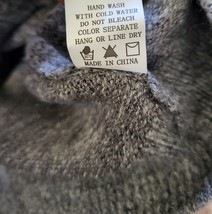 HAND WASH
WITH COLD WATER
DO NOT BLEACH
COLOR SEPARATE
HANG OR LINE DRY
MADE IN CHINA